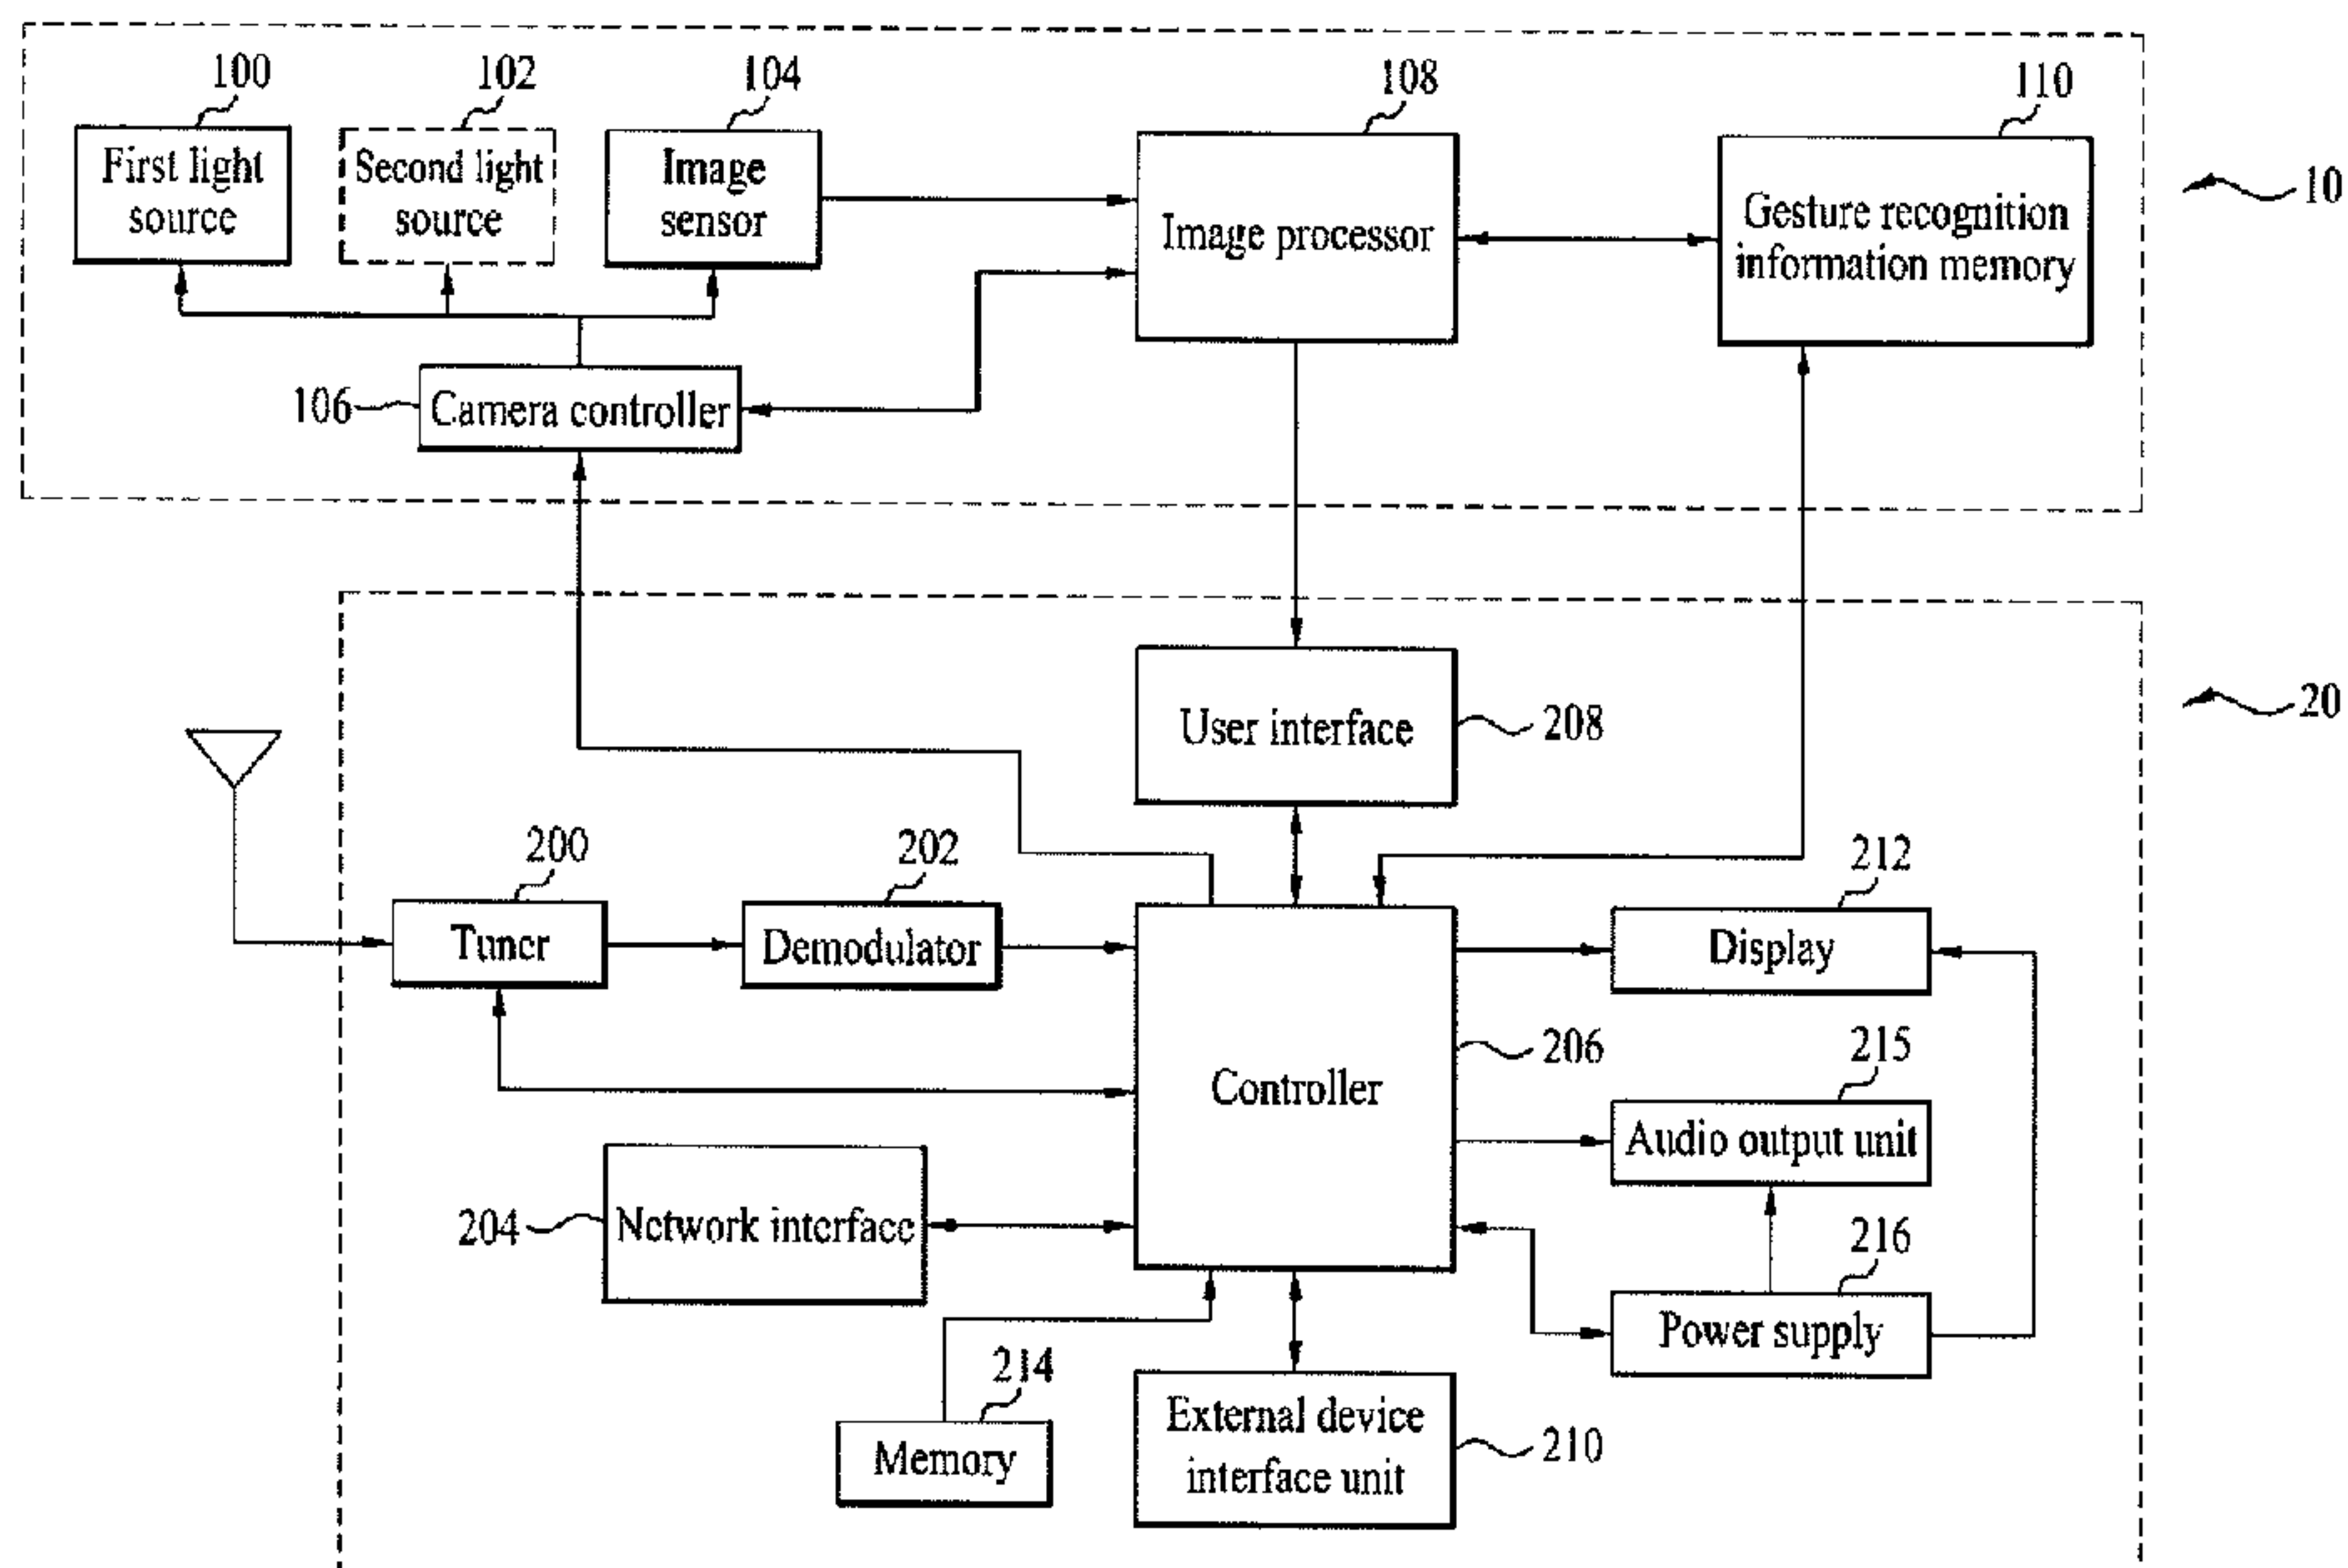 100
102
104
108
110
First light
source
Second light
source
Image
sensor
Image processor
Gesture recognition
information memory
10
106
Camera controller
User interface
208
20
200
202
212
Tuner
Demodulator
Display
206
215
Controller
Audio output unit
204
Network interface
216
Power supply
214
Memory
External device
interface unit
210